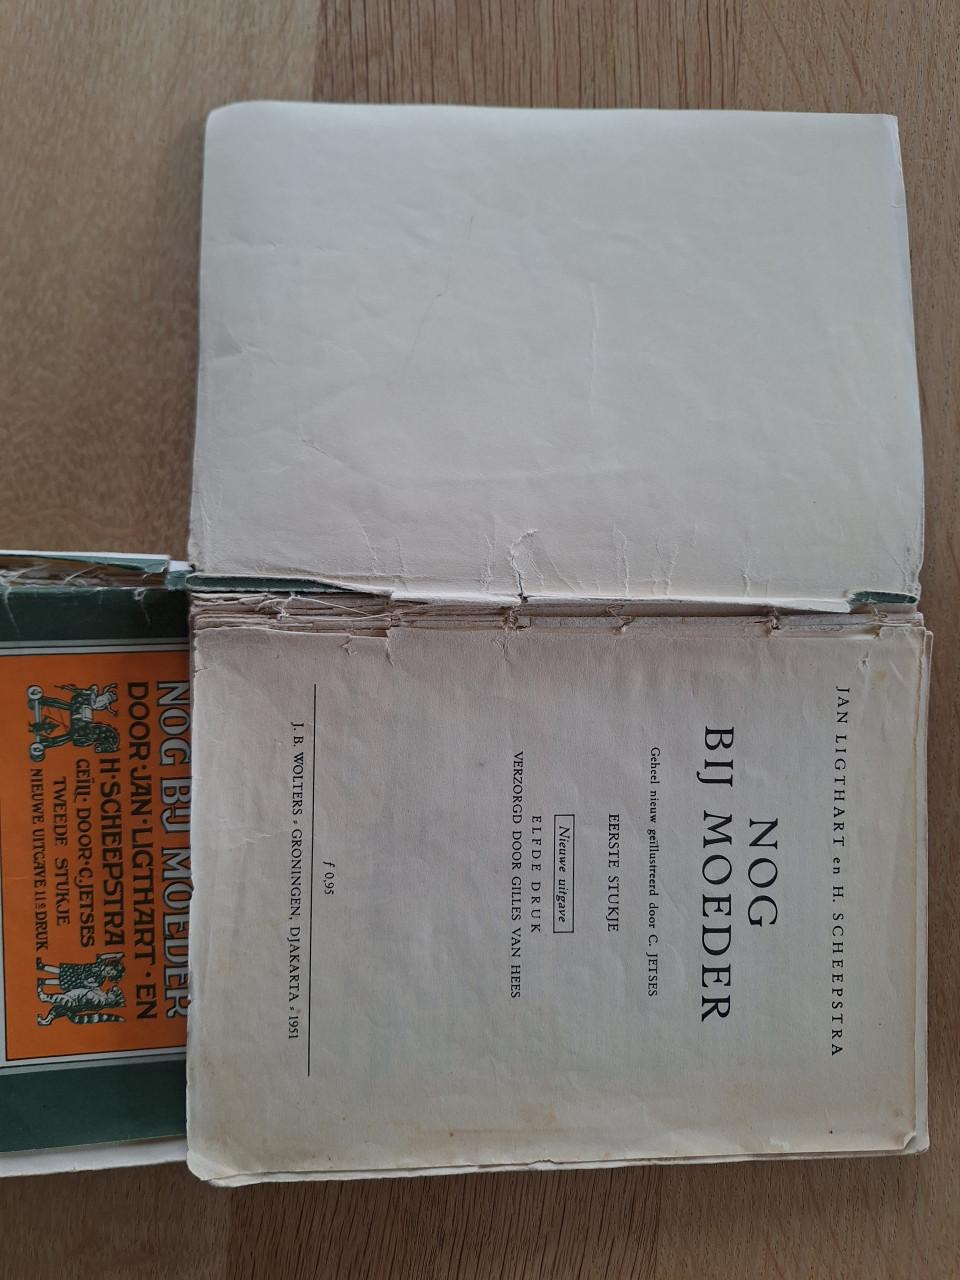 JAN LIGTHART en H. SCHEEPSTRA
NOG
BIJ MOEDER
Geheel nieuw geïllustreerd door C. JETSES
EERSTE STUKJE
Nieuwe uitgave
ELFDE DRUK
VERZORGD DOOR GILLES VAN HEES
ƒ 0,95
J. B. WOLTERS - GRONINGEN, DJAKARTA - 1951
NOG BIJ MOEDER
DOOR·JAN·LIGTHART·EN
H·SCHEEPSTRA
GEÏLL·DOOR·C.JETSES
TWEEDE STUKJE
NIEUWE UITGAVE 11e DRUK